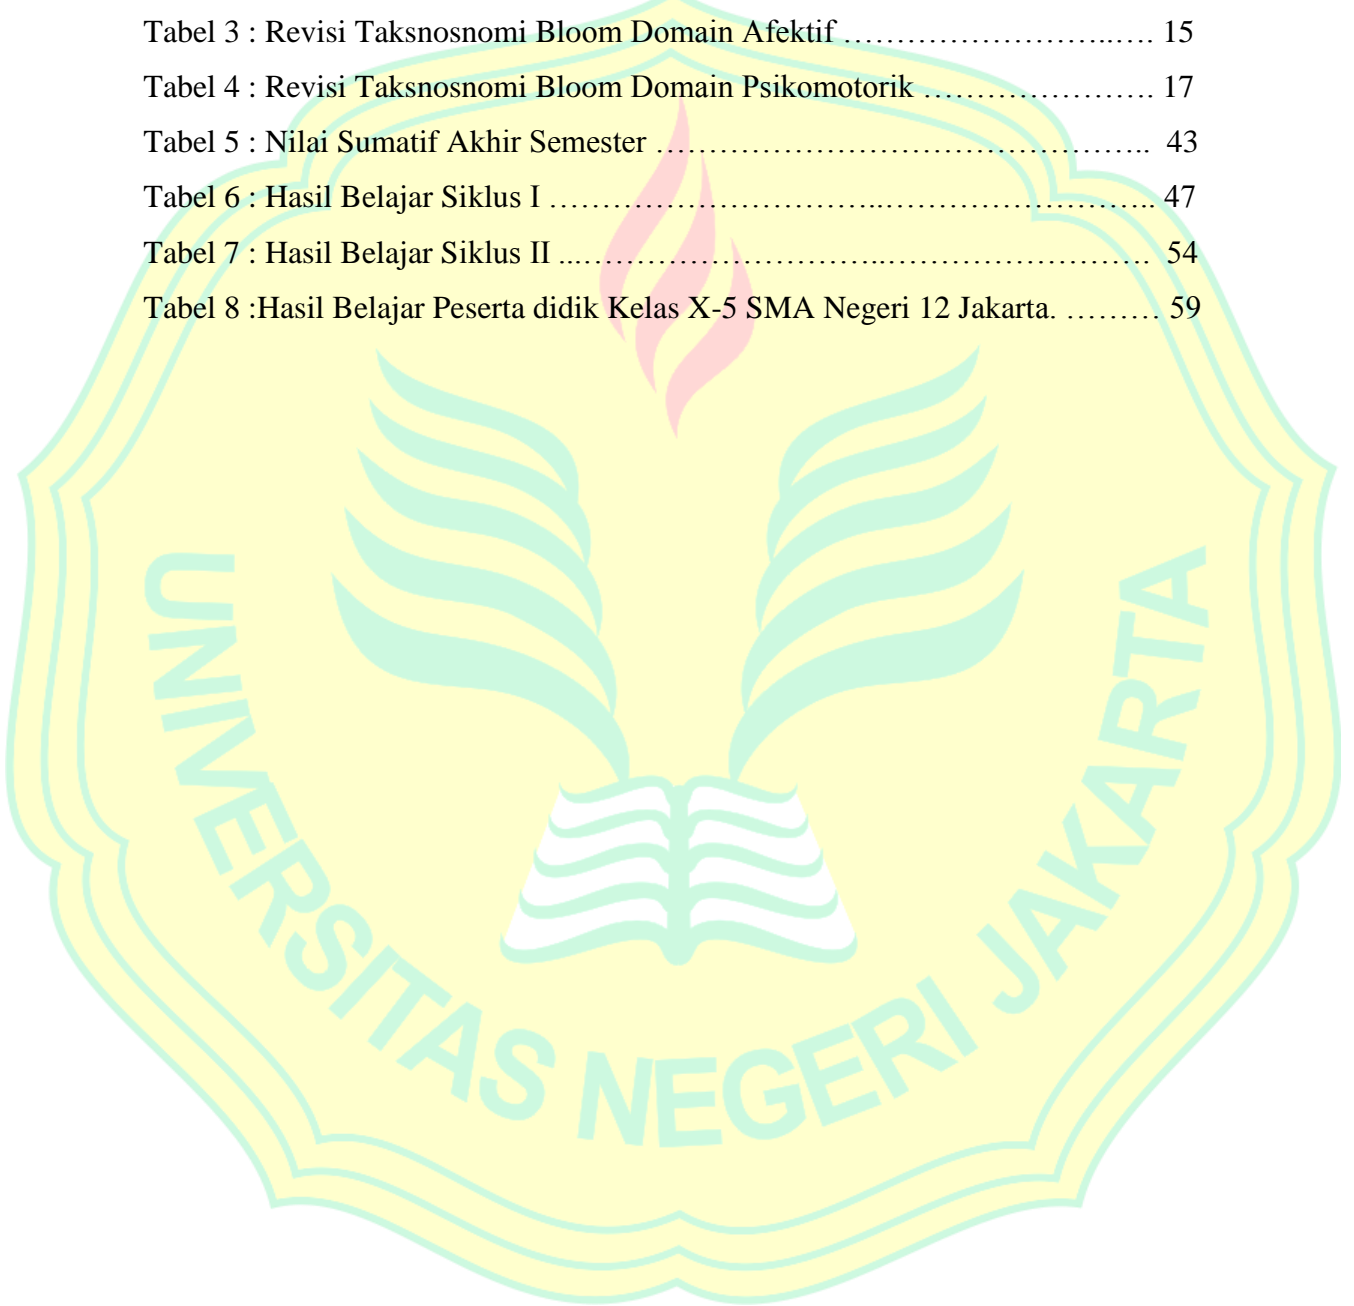 Tabel 3 : Revisi Taksnosnomi Bloom Domain Afektif ……………………..…. 15
Tabel 4 : Revisi Taksnosnomi Bloom Domain Psikomotorik …………………. 17
Tabel 5 : Nilai Sumatif Akhir Semester ……………………………………….. 43
Tabel 6 : Hasil Belajar Siklus I …………………………..……………………. 47
Tabel 7 : Hasil Belajar Siklus II ...………………………..……………………. 54
Tabel 8 :Hasil Belajar Peserta didik Kelas X-5 SMA Negeri 12 Jakarta. ……… 59
UNIVERSITAS NEGERI JAKARTA